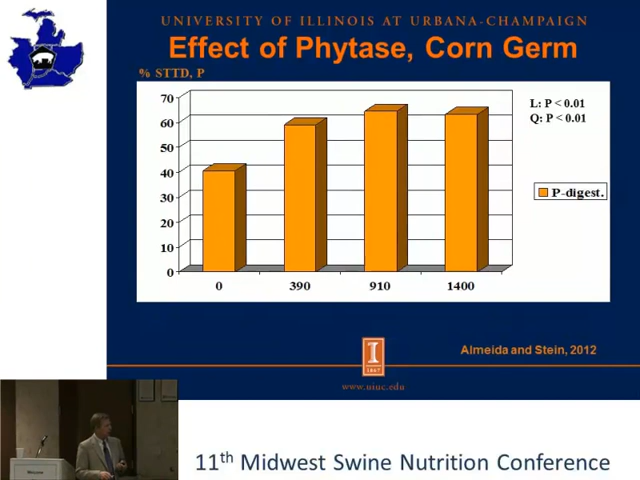 UNIVERSITY OF ILLINOIS AT URBANA-CHAMPAIGN
Effect of Phytase, Corn Germ
% STTD, P
70
60
50
40
30
20
10
0
0 390 910 1400
L: P < 0.01
Q: P < 0.01
P-digest.
I
1867
www.uiuc.edu
Almeida and Stein, 2012
Welcome
11th Midwest Swine Nutrition Conference